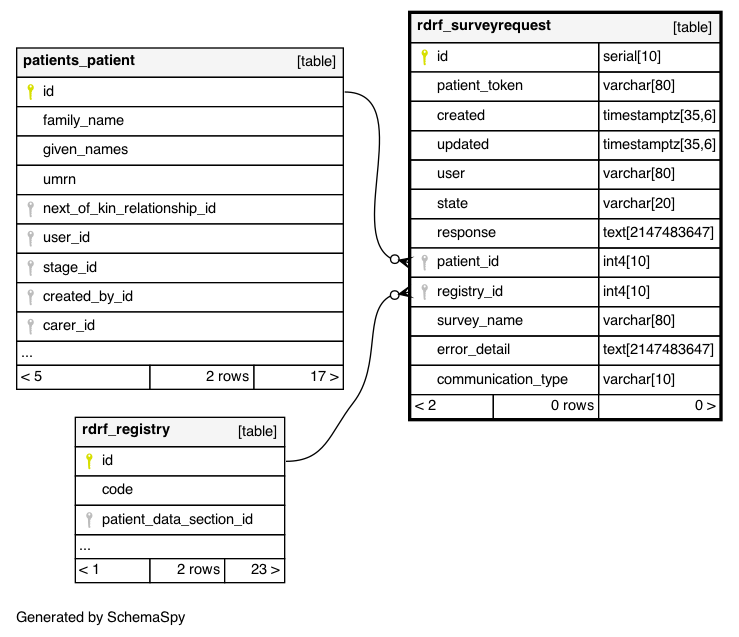 patients_patient [table]
id
family_name
given_names
umrn
next_of_kin_relationship_id
user_id
stage_id
created_by_id
carer_id
...
< 5 2 rows 17 >
rdrf_registry [table]
id
code
patient_data_section_id
...
< 1 2 rows 23 >
rdrf_surveyrequest [table]
id serial[10]
patient_token varchar[80]
created timestamptz[35,6]
updated timestamptz[35,6]
user varchar[80]
state varchar[20]
response text[2147483647]
patient_id int4[10]
registry_id int4[10]
survey_name varchar[80]
error_detail text[2147483647]
communication_type varchar[10]
< 2 0 rows 0 >
Generated by SchemaSpy